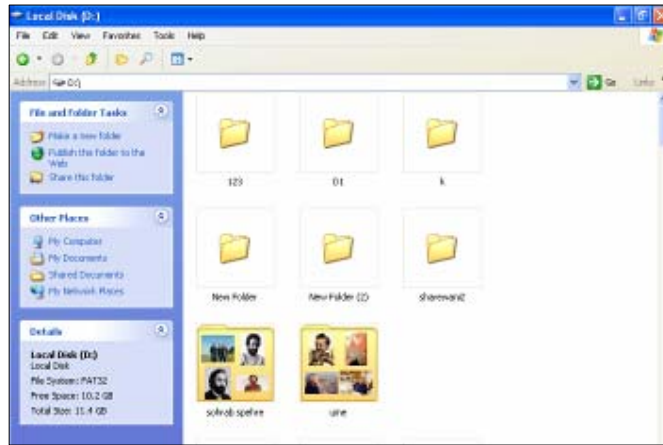 Local Disk (D:)
File Edit View Favorites Tools Help
Address D:\ Go Links
File and Folder Tasks
Make a new folder
Publish this folder to the
Web
Share this folder
Other Places
My Computer
My Documents
Shared Documents
My Network Places
Details
Local Disk (D:)
Local Disk
File System: FAT32
Free Space: 10.2 GB
Total Size: 11.4 GB
123 D1 k
New Folder New Folder (2) sharewani2
sohrab spehre